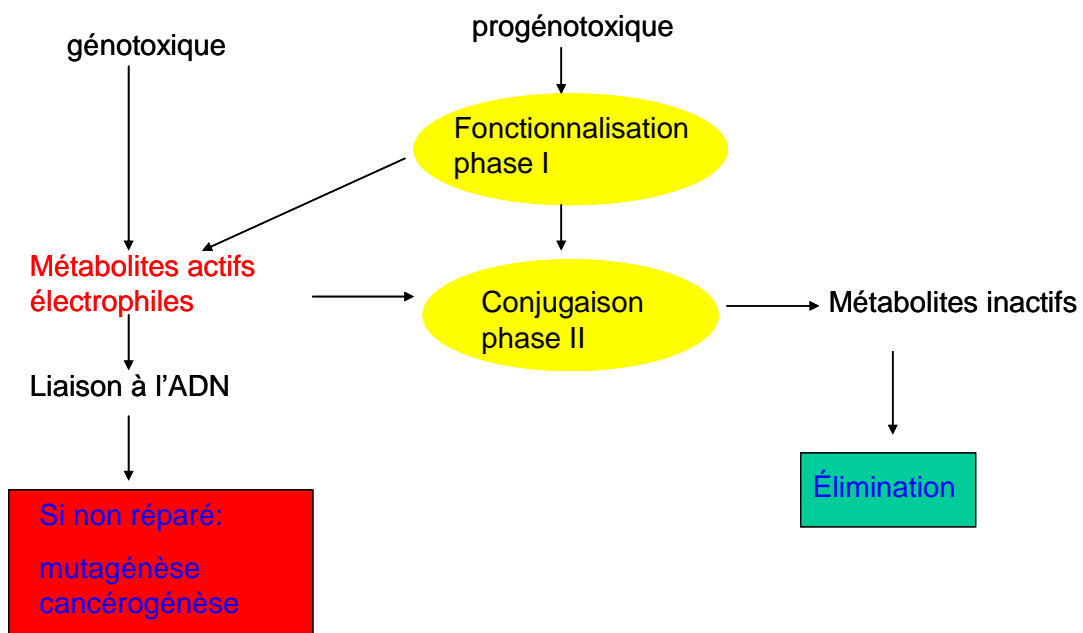 génotoxique
progénotoxique
Fonctionnalisation
phase I
Métabolites actifs
électrophiles
Conjugaison
phase II
Métabolites inactifs
Liaison à l'ADN
Élimination
Si non réparé:
mutagénèse
cancérogénèse